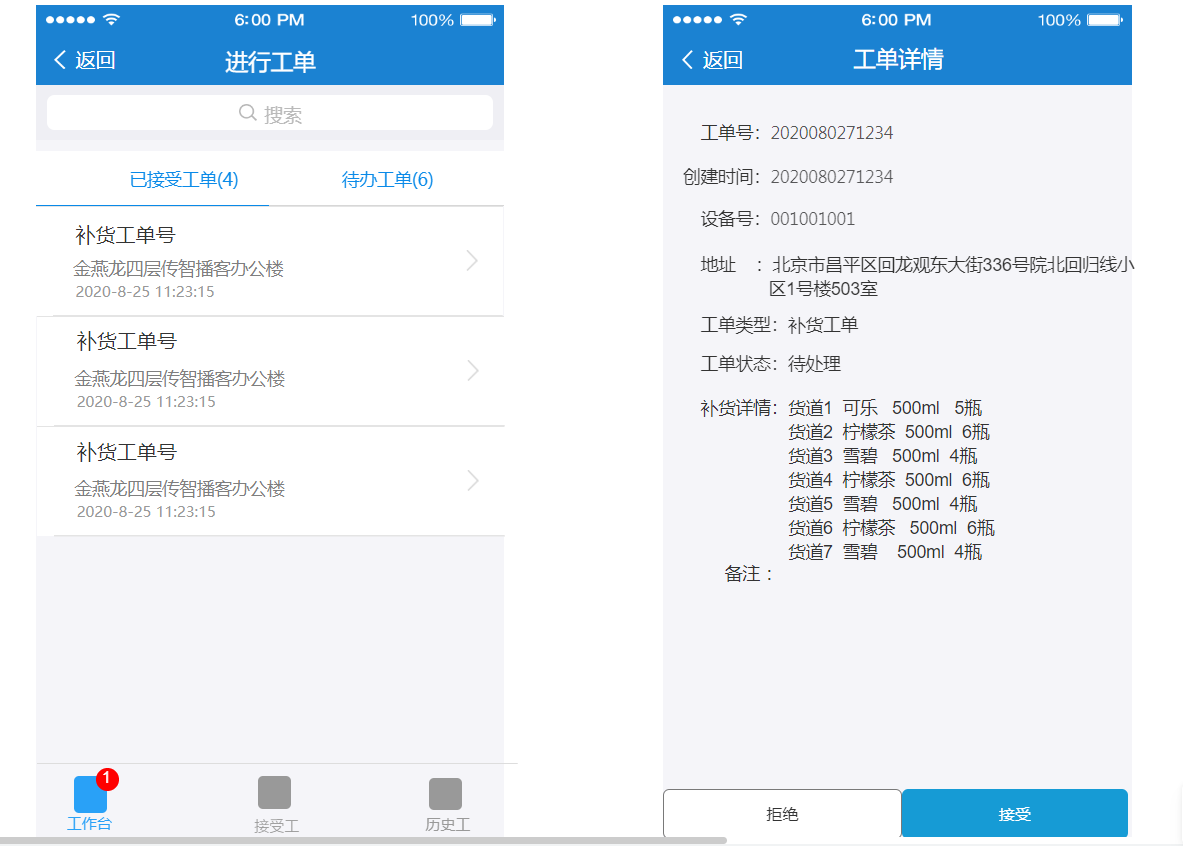 6:00 PM 100%
返回 进行工单
搜索
已接受工单(4) 待办工单(6)
补货工单号
金燕龙四层传智播客办公楼
2020-8-25 11:23:15
补货工单号
金燕龙四层传智播客办公楼
2020-8-25 11:23:15
补货工单号
金燕龙四层传智播客办公楼
2020-8-25 11:23:15
1
工作台 接受工 历史工
6:00 PM 100%
返回 工单详情
工单号：2020080271234
创建时间：2020080271234
设备号：001001001
地址 ：北京市昌平区回龙观东大街336号院北回归线小
区1号楼503室
工单类型：补货工单
工单状态：待处理
补货详情：货道1 可乐 500ml 5瓶
货道2 柠檬茶 500ml 6瓶
货道3 雪碧 500ml 4瓶
货道4 柠檬茶 500ml 6瓶
货道5 雪碧 500ml 4瓶
货道6 柠檬茶 500ml 6瓶
货道7 雪碧 500ml 4瓶
备注：
拒绝 接受